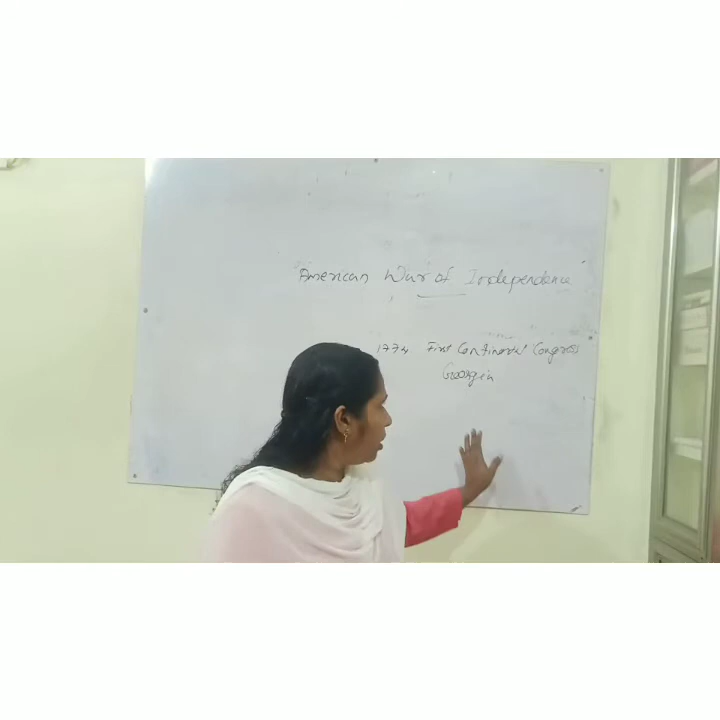 American War of Independence
1774 First Continental Congress
Georgia